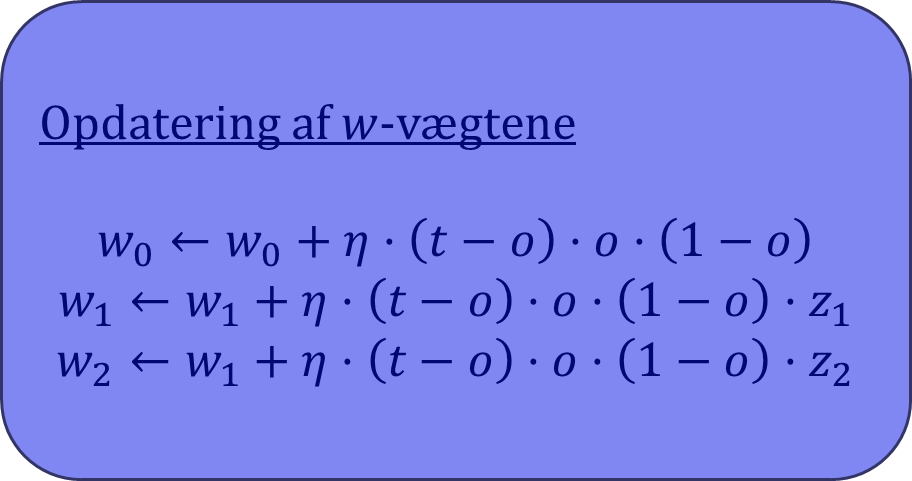 Opdatering af w-vægtene
w₀ ← w₀ + η · (t − o) · o · (1 − o)
w₁ ← w₁ + η · (t − o) · o · (1 − o) · z₁
w₂ ← w₁ + η · (t − o) · o · (1 − o) · z₂